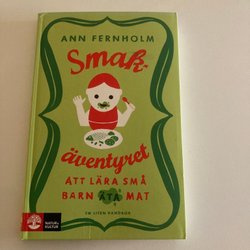 ANN FERNHOLM
Smak-
äventyret
ATT LÄRA SMÅ
BARN ÄTA MAT
EN LITEN HANDBOK
NATUR &
KULTUR